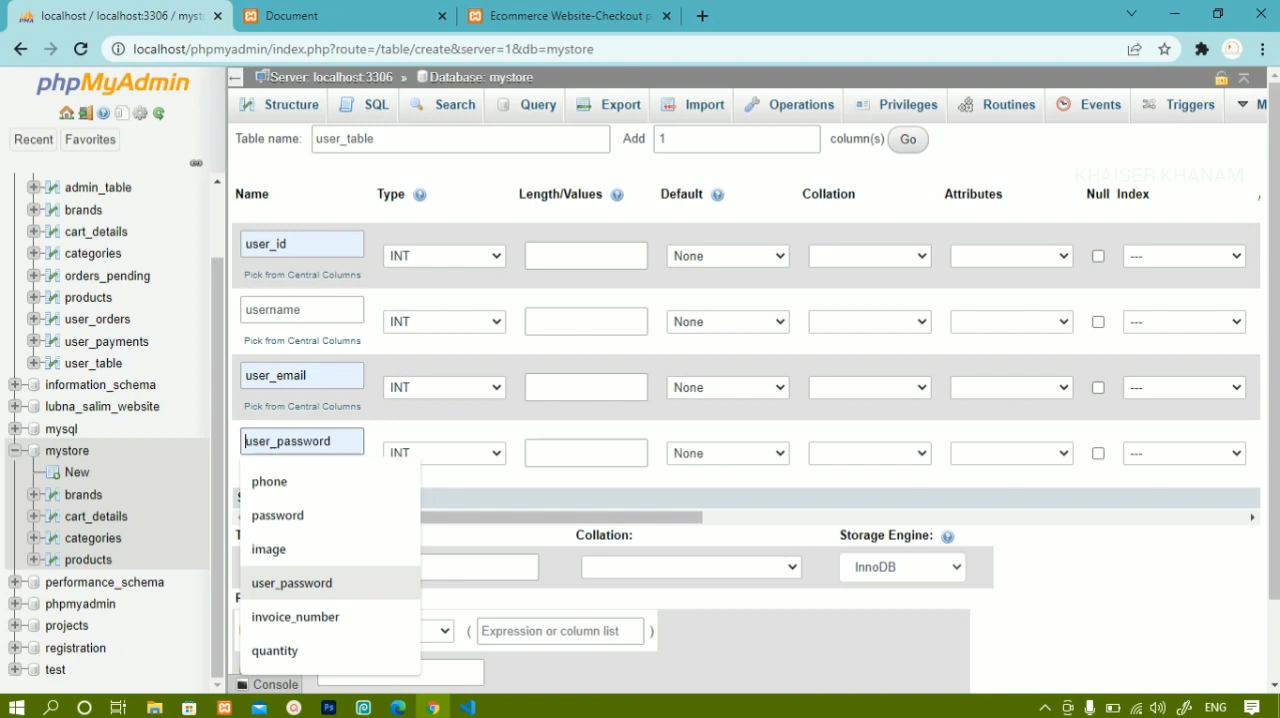 localhost / localhost:3306 / myst
Document
Ecommerce Website-Checkout p
localhost/phpmyadmin/index.php?route=/table/create&server=1&db=mystore
phpMyAdmin
Recent
Favorites
admin_table
brands
cart_details
categories
orders_pending
products
user_orders
user_payments
user_table
information_schema
lubna_salim_website
mysql
mystore
New
brands
cart_details
categories
products
performance_schema
phpmyadmin
projects
registration
test
Server: localhost:3306 » Database: mystore
Structure SQL Search Query Export Import Operations Privileges Routines Events Triggers M
Table name: user_table Add 1 column(s) Go
KHAISER KHANAM
Name Type Length/Values Default Collation Attributes Null Index
user_id INT None ---
Pick from Central Columns
username INT None ---
Pick from Central Columns
user_email INT None ---
Pick from Central Columns
user_password INT None ---
phone
password
image
user_password
invoice_number
quantity
Collation: Storage Engine:
InnoDB
( Expression or column list )
Console
ENG